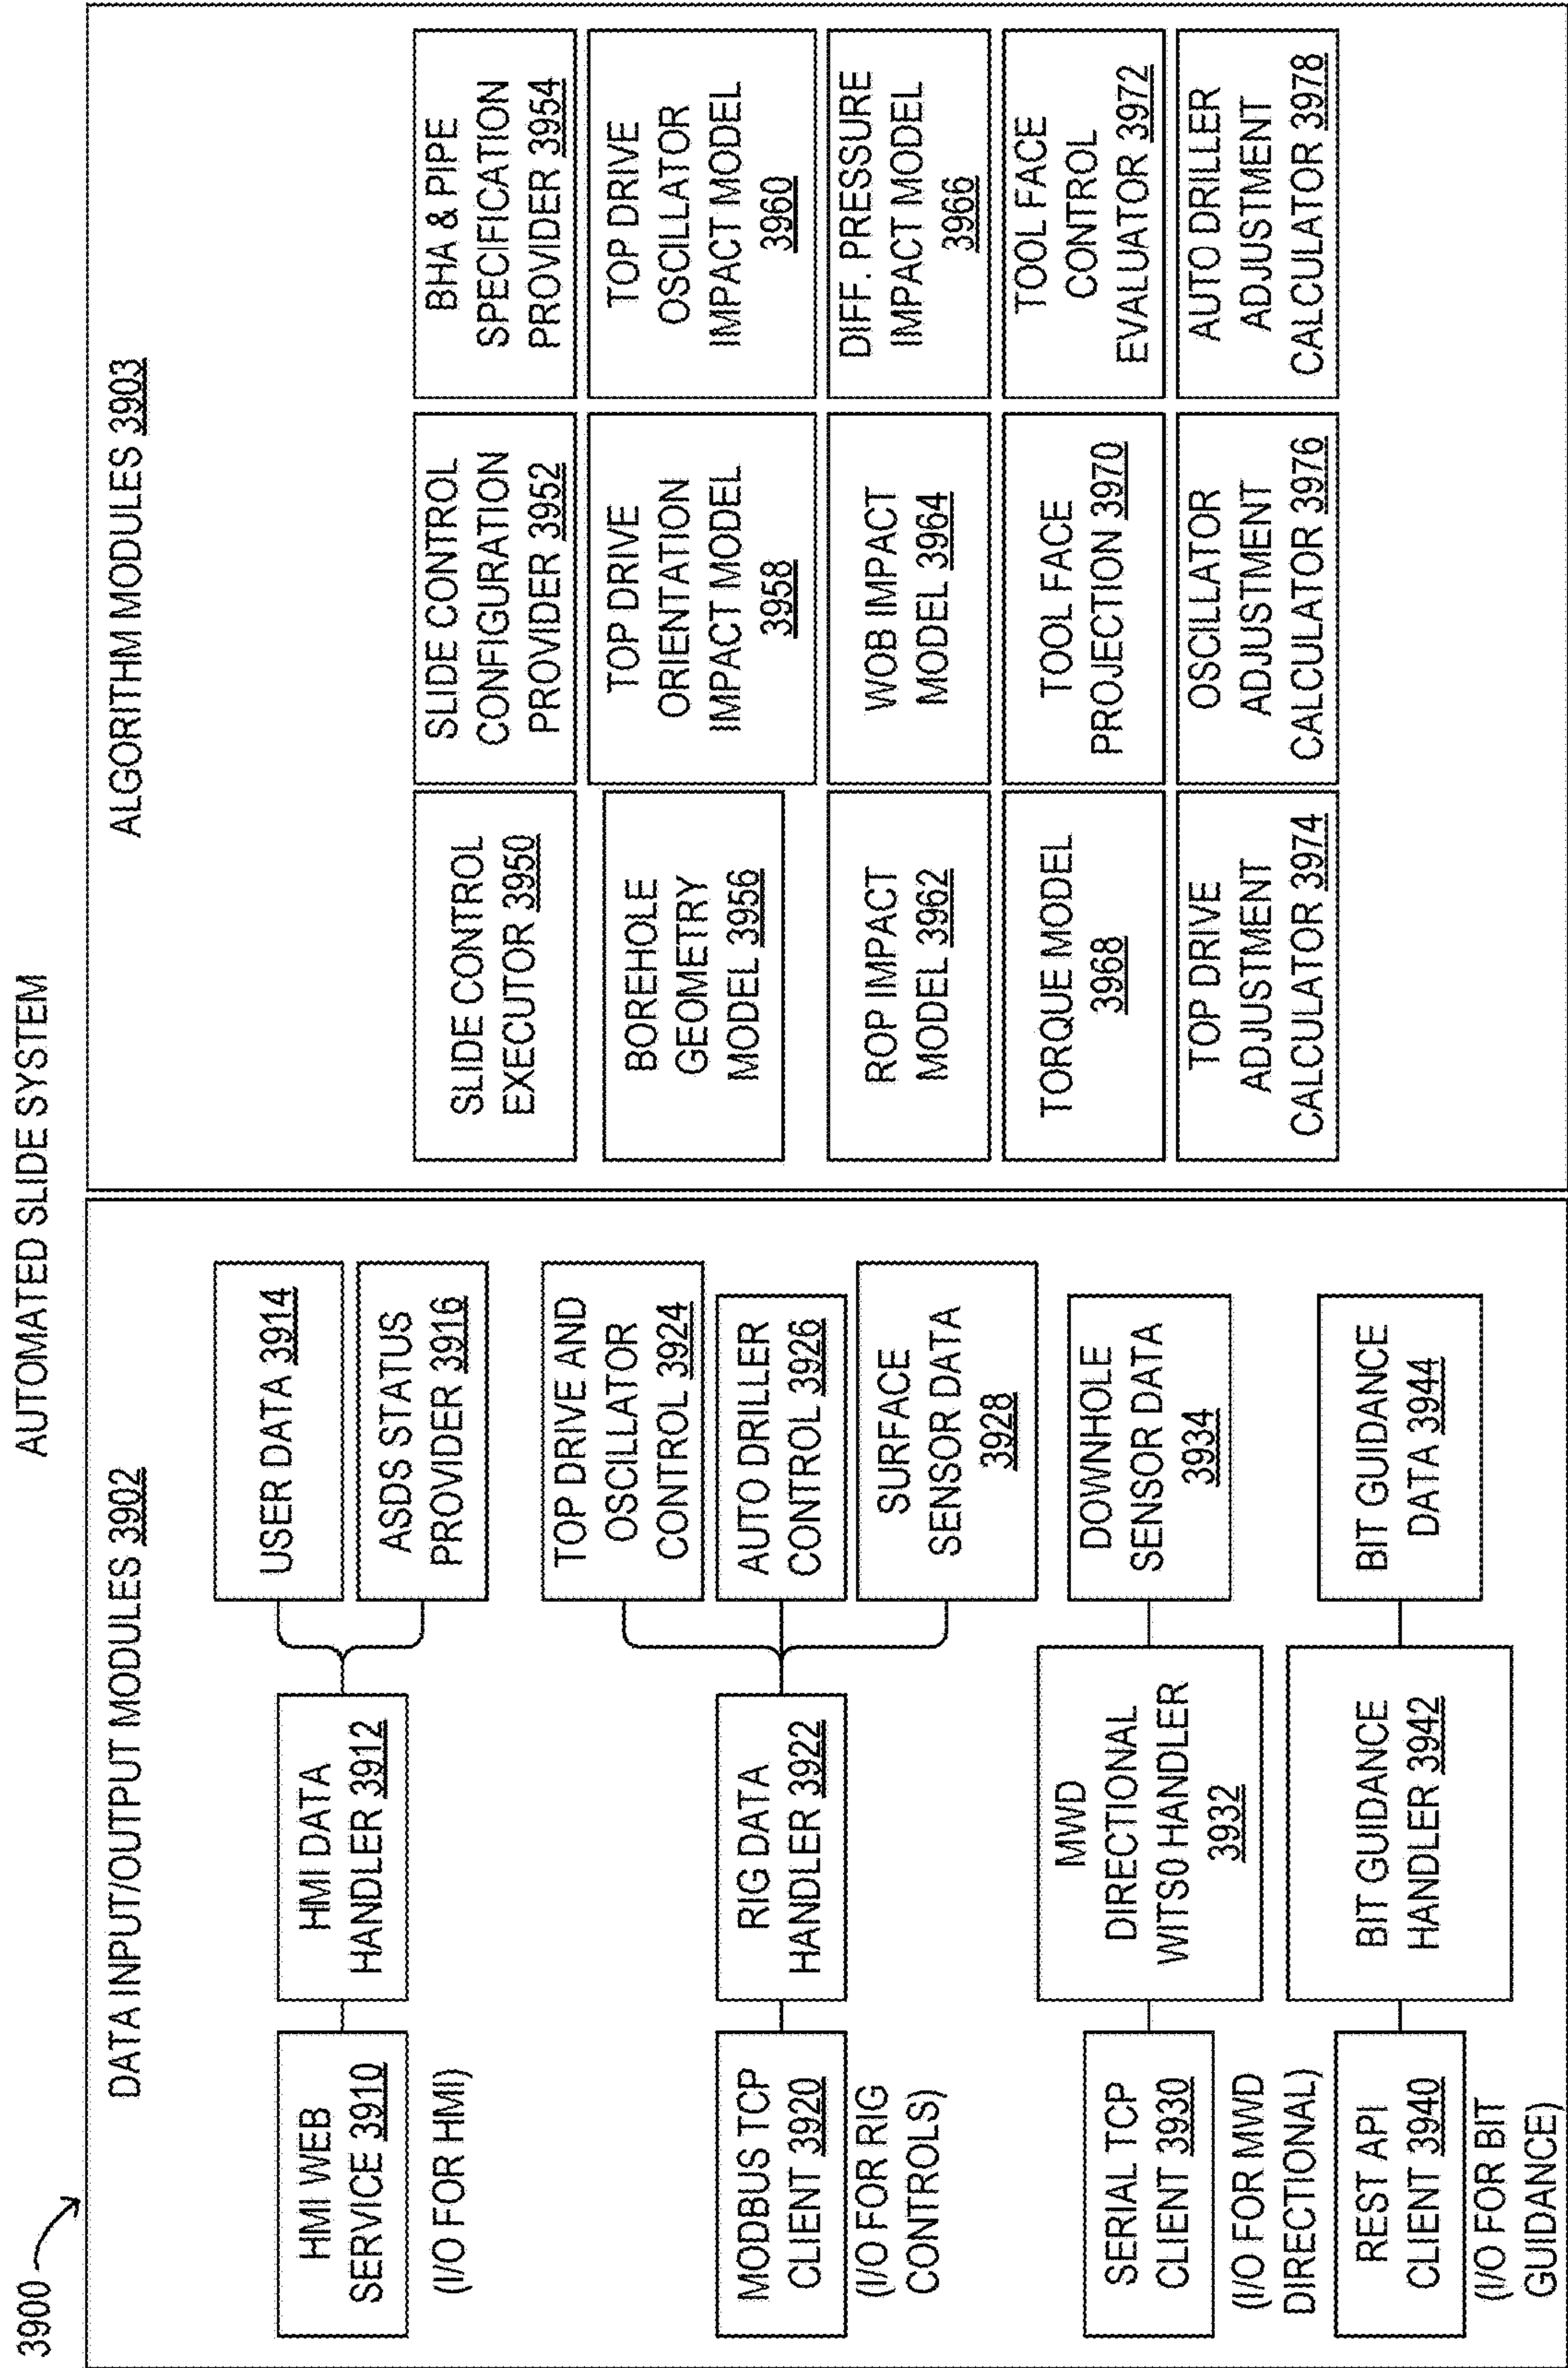 3900
AUTOMATED SLIDE SYSTEM
DATA INPUT/OUTPUT MODULES 3902
HMI WEB
SERVICE 3910
(I/O FOR HMI)
HMI DATA
HANDLER 3912
USER DATA 3914
ASDS STATUS
PROVIDER 3916
MODBUS TCP
CLIENT 3920
(I/O FOR RIG
CONTROLS)
RIG DATA
HANDLER 3922
TOP DRIVE AND
OSCILLATOR
CONTROL 3924
AUTO DRILLER
CONTROL 3926
SURFACE
SENSOR DATA
3928
SERIAL TCP
CLIENT 3930
(I/O FOR MWD
DIRECTIONAL)
MWD
DIRECTIONAL
WITS0 HANDLER
3932
DOWNHOLE
SENSOR DATA
3934
REST API
CLIENT 3940
(I/O FOR BIT
GUIDANCE)
BIT GUIDANCE
HANDLER 3942
BIT GUIDANCE
DATA 3944
ALGORITHM MODULES 3903
SLIDE CONTROL
EXECUTOR 3950
SLIDE CONTROL
CONFIGURATION
PROVIDER 3952
BHA & PIPE
SPECIFICATION
PROVIDER 3954
BOREHOLE
GEOMETRY
MODEL 3956
TOP DRIVE
ORIENTATION
IMPACT MODEL
3958
TOP DRIVE
OSCILLATOR
IMPACT MODEL
3960
ROP IMPACT
MODEL 3962
WOB IMPACT
MODEL 3964
DIFF. PRESSURE
IMPACT MODEL
3966
TORQUE MODEL
3968
TOOL FACE
PROJECTION 3970
TOOL FACE
CONTROL
EVALUATOR 3972
TOP DRIVE
ADJUSTMENT
CALCULATOR 3974
OSCILLATOR
ADJUSTMENT
CALCULATOR 3976
AUTO DRILLER
ADJUSTMENT
CALCULATOR 3978